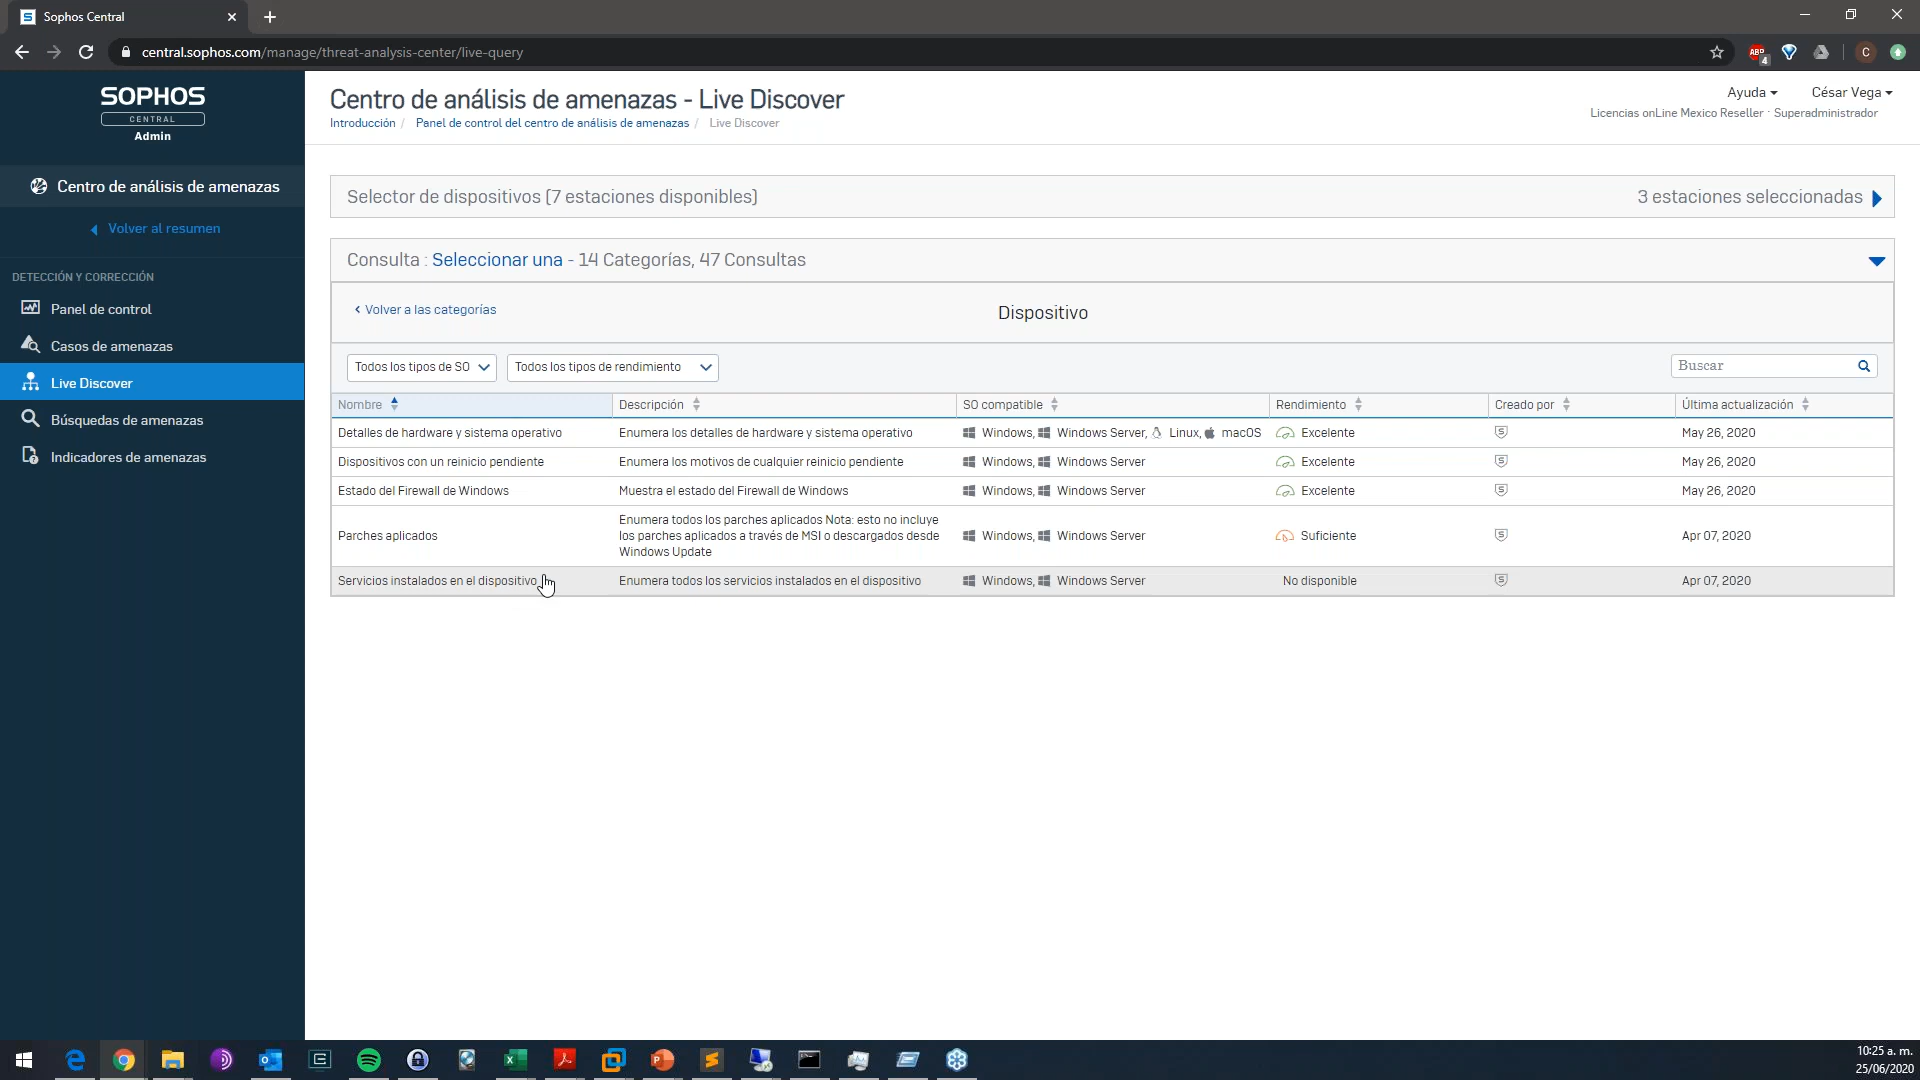 Sophos Central
central.sophos.com/manage/threat-analysis-center/live-query
ABP
4
C
SOPHOS
CENTRAL
Admin
Centro de análisis de amenazas
Volver al resumen
DETECCIÓN Y CORRECCIÓN
Panel de control
Casos de amenazas
Live Discover
Búsquedas de amenazas
Indicadores de amenazas
Centro de análisis de amenazas - Live Discover
Introducción / Panel de control del centro de análisis de amenazas / Live Discover
Ayuda César Vega
Licencias onLine Mexico Reseller · Superadministrador
Selector de dispositivos (7 estaciones disponibles) 3 estaciones seleccionadas
Consulta : Seleccionar una - 14 Categorías, 47 Consultas
Volver a las categorías
Dispositivo
Todos los tipos de SO Todos los tipos de rendimiento Buscar
Nombre Descripción SO compatible Rendimiento Creado por Última actualización
Detalles de hardware y sistema operativo Enumera los detalles de hardware y sistema operativo Windows, Windows Server, Linux, macOS Excelente May 26, 2020
Dispositivos con un reinicio pendiente Enumera los motivos de cualquier reinicio pendiente Windows, Windows Server Excelente May 26, 2020
Estado del Firewall de Windows Muestra el estado del Firewall de Windows Windows, Windows Server Excelente May 26, 2020
Parches aplicados Enumera todos los parches aplicados Nota: esto no incluye
los parches aplicados a través de MSI o descargados desde
Windows Update Windows, Windows Server Suficiente Apr 07, 2020
Servicios instalados en el dispositivo Enumera todos los servicios instalados en el dispositivo Windows, Windows Server No disponible Apr 07, 2020
10:25 a. m.
25/06/2020